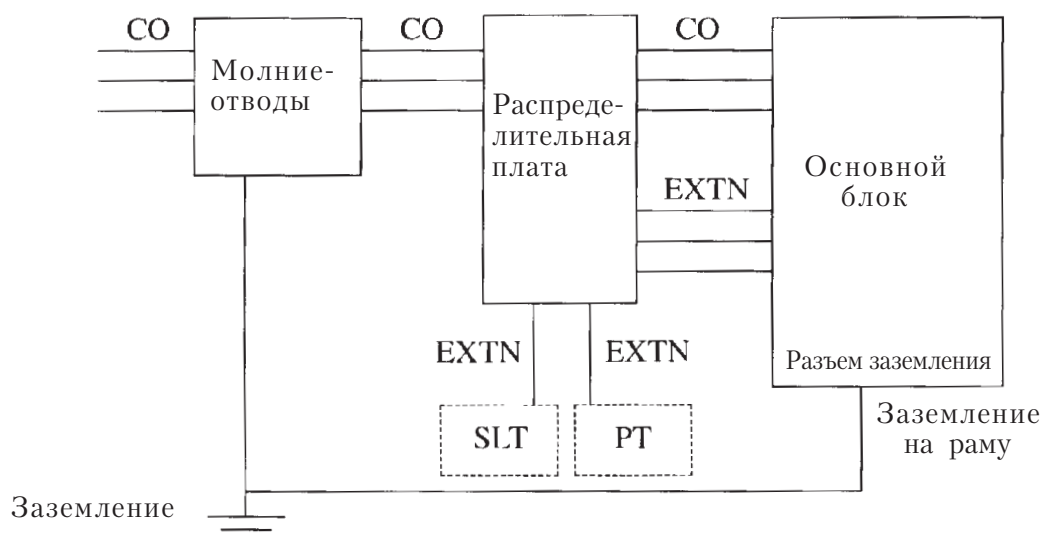 CO
CO
CO
Молние-
отводы
Распреде-
лительная
плата
Основной
блок
EXTN
EXTN
EXTN
Разъем заземления
SLT
PT
Заземление
на раму
Заземление